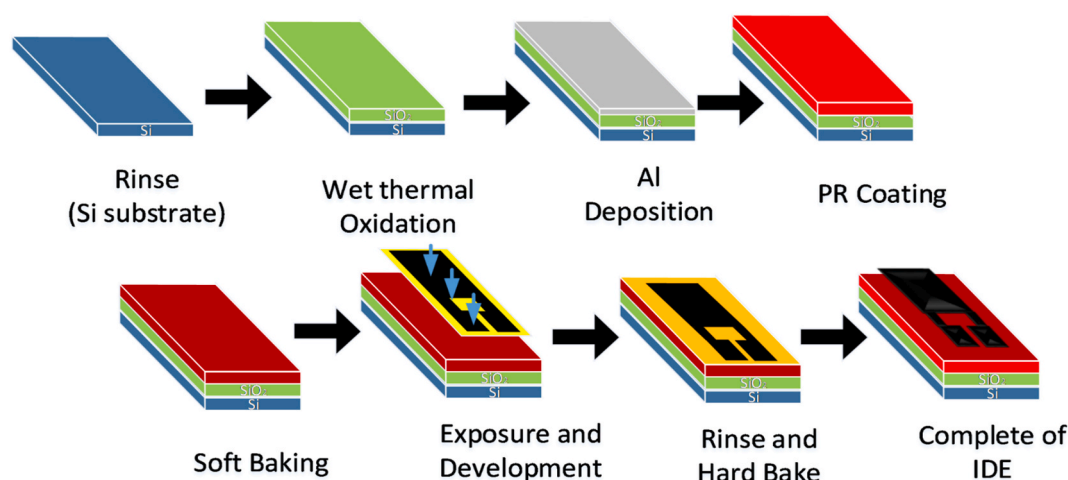 Si
SiO₂
Si
SiO₂
Si
SiO₂
Si
Rinse
(Si substrate)
Wet thermal
Oxidation
Al
Deposition
PR Coating
SiO₂
Si
SiO₂
Si
SiO₂
Si
SiO₂
Si
Soft Baking
Exposure and
Development
Rinse and
Hard Bake
Complete of
IDE